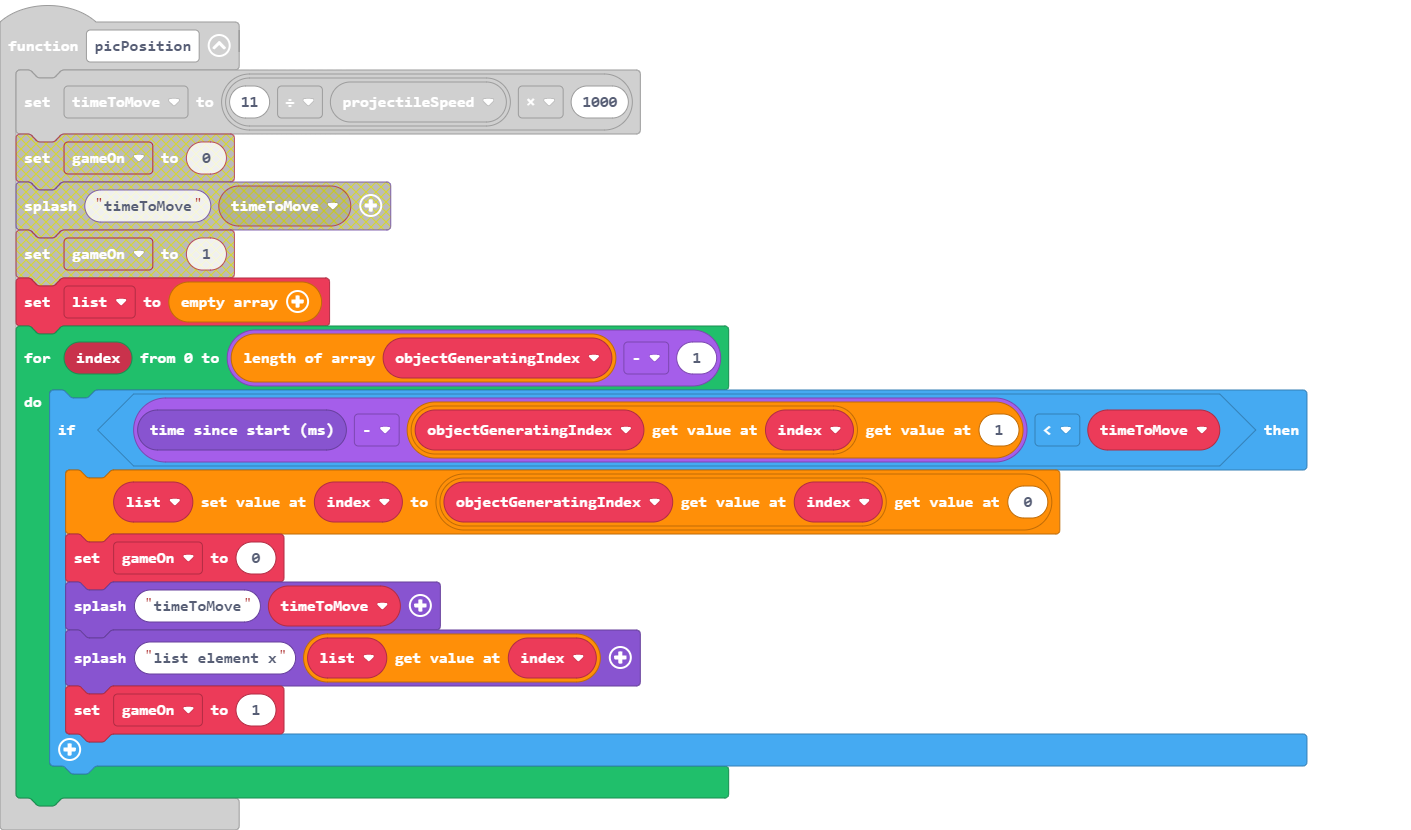 function picPosition
set timeToMove to 11 ÷ projectileSpeed × 1000
set gameOn to 0
splash "timeToMove" timeToMove
set gameOn to 1
set list to empty array
for index from 0 to length of array objectGeneratingIndex - 1
do
if time since start (ms) - objectGeneratingIndex get value at index get value at 1 < timeToMove then
list set value at index to objectGeneratingIndex get value at index get value at 0
set gameOn to 0
splash "timeToMove" timeToMove
splash "list element x" list get value at index
set gameOn to 1